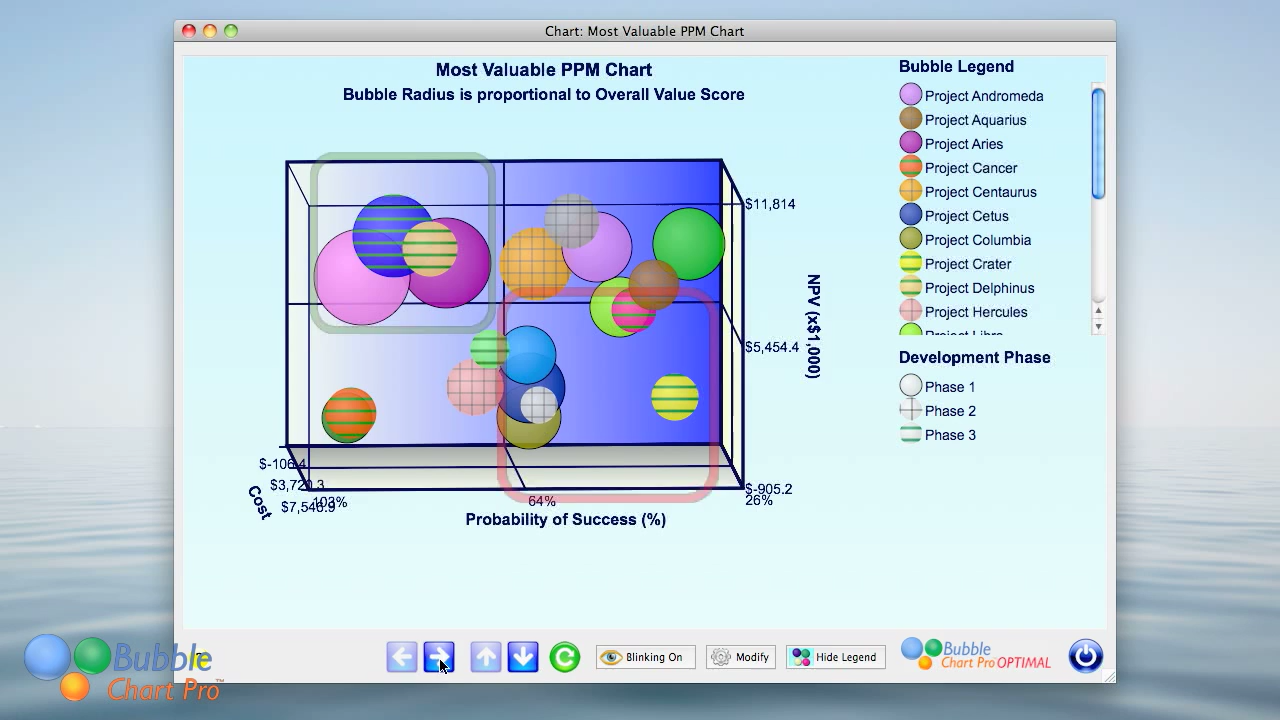 Chart: Most Valuable PPM Chart
Most Valuable PPM Chart
Bubble Radius is proportional to Overall Value Score
Bubble Legend
Project Andromeda
Project Aquarius
Project Aries
Project Cancer
Project Centaurus
Project Cetus
Project Columbia
Project Crater
Project Delphinus
Project Hercules
Project Libra
Development Phase
Phase 1
Phase 2
Phase 3
$11,814
$5,454.4
$-905.2
NPV (x$1,000)
$-106.4
$3,720.3
$7,546.9
Cost
103%
64%
26%
Probability of Success (%)
Blinking On
Modify
Hide Legend
Bubble
Chart Pro OPTIMAL
Bubble
Chart Pro™